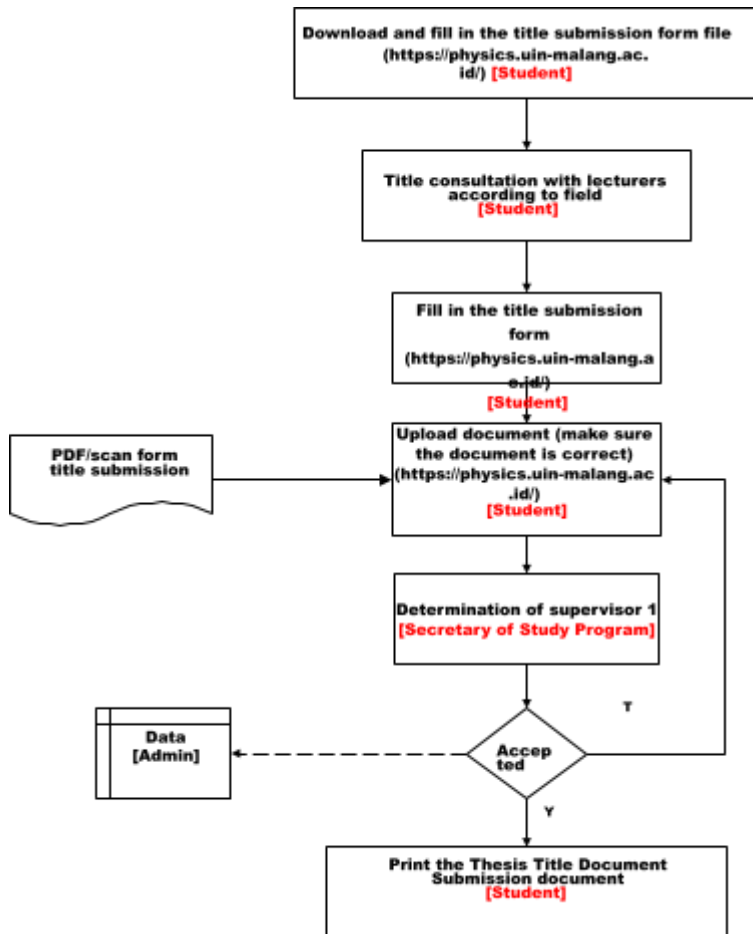 Download and fill in the title submission form file
(https://physics.uin-malang.ac.
id/) [Student]
Title consultation with lecturers
according to field
[Student]
Fill in the title submission
form
(https://physics.uin-malang.a
c.id/)
[Student]
PDF/scan form
title submission
Upload document (make sure
the document is correct)
(https://physics.uin-malang.ac
.id/)
[Student]
Determination of supervisor 1
[Secretary of Study Program]
T
Data
[Admin]
Accep
ted
Y
Print the Thesis Title Document
Submission document
[Student]